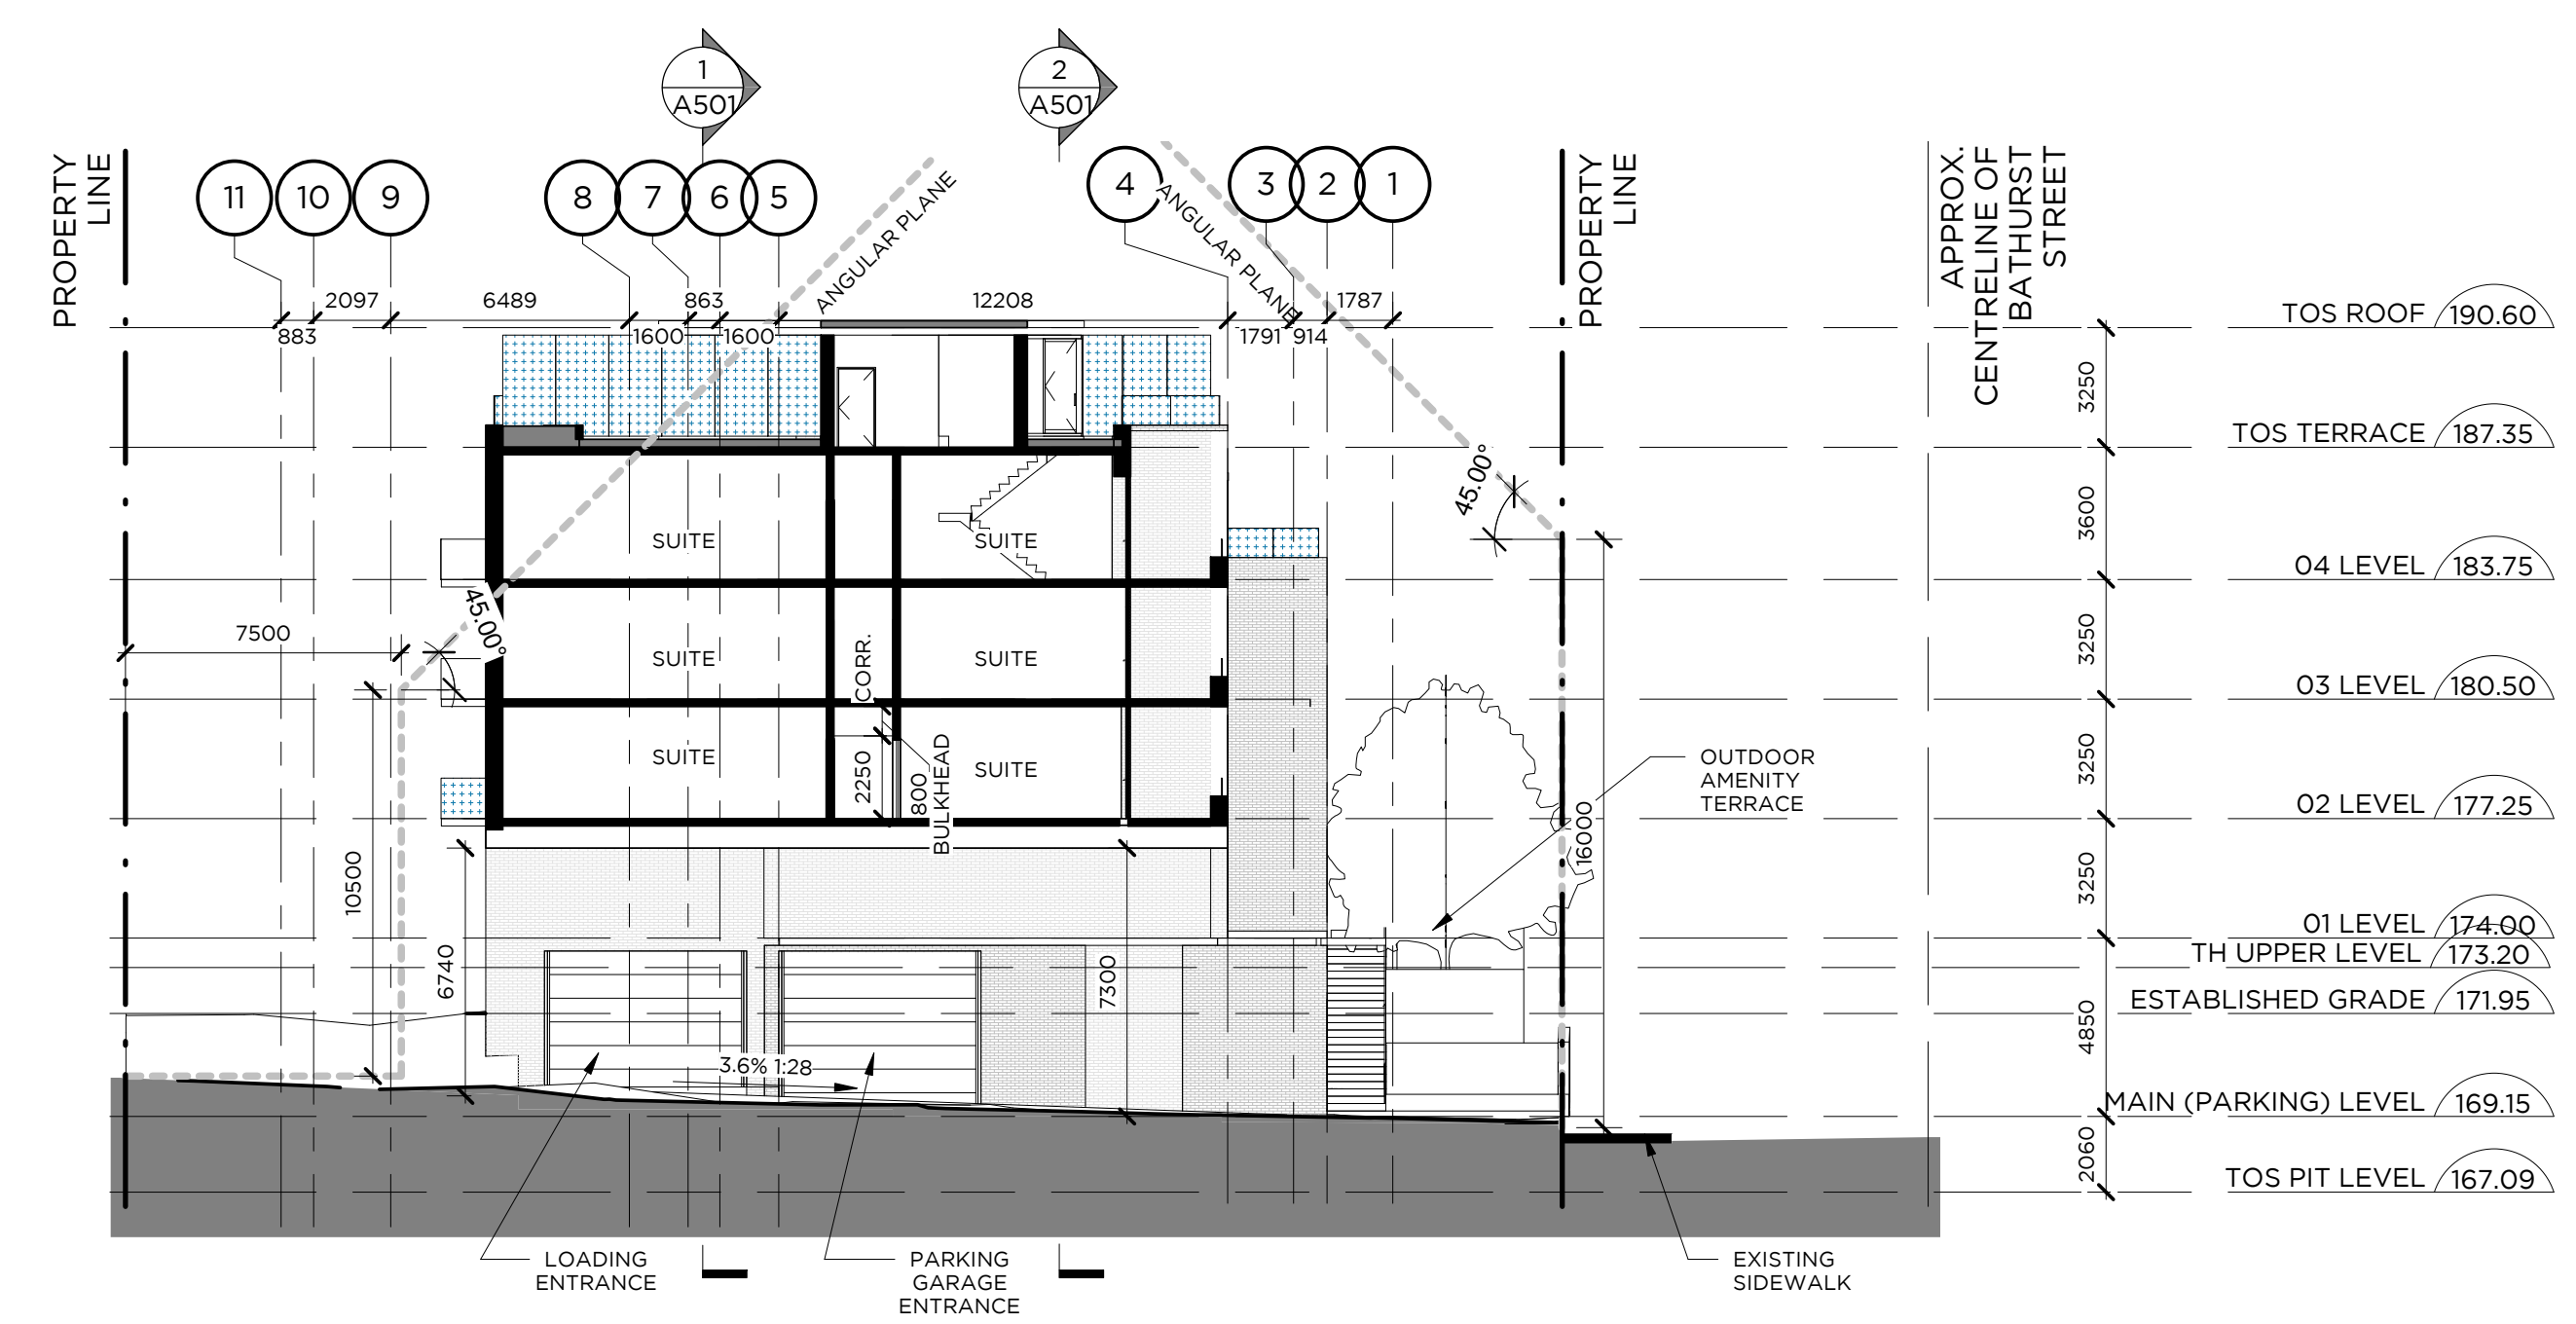 1
A501
2
A501
PROPERTY
LINE
11
10
9
8
7
6
5
ANGULAR PLANE
4
3
2
1
ANGULAR PLANE
PROPERTY
LINE
APPROX.
CENTRELINE OF
BATHURST
STREET
2097
6489
863
12208
1787
883
1600
1600
1791
914
TOS ROOF 190.60
3250
TOS TERRACE 187.35
45.00°
3600
SUITE
SUITE
04 LEVEL 183.75
45.00°
7500
3250
SUITE
CORR.
SUITE
03 LEVEL 180.50
SUITE
SUITE
2250
800
BULKHEAD
OUTDOOR
AMENITY
TERRACE
3250
02 LEVEL 177.25
16000
10500
3250
01 LEVEL 174.00
TH UPPER LEVEL 173.20
6740
7300
ESTABLISHED GRADE 171.95
4850
3.6% 1:28
MAIN (PARKING) LEVEL 169.15
2060
TOS PIT LEVEL 167.09
LOADING
ENTRANCE
PARKING
GARAGE
ENTRANCE
EXISTING
SIDEWALK